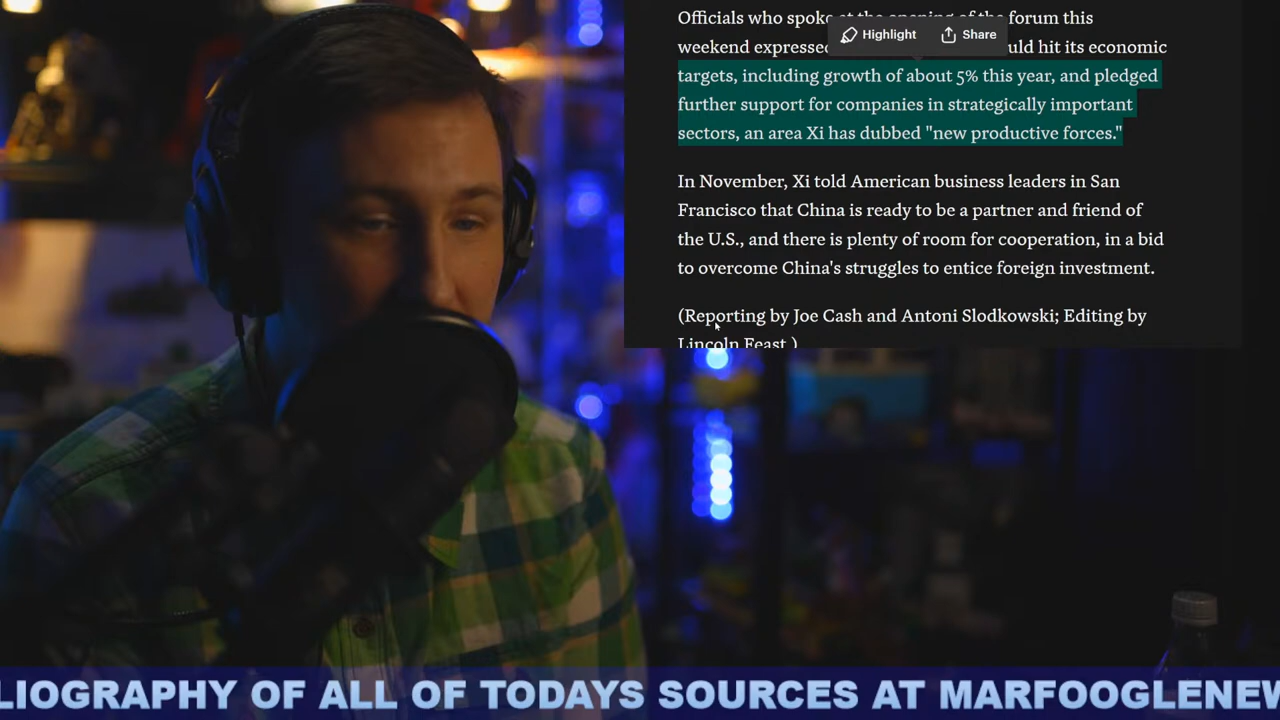 Officials who spoke at the opening of the forum this
Highlight Share
weekend expressed uld hit its economic
targets, including growth of about 5% this year, and pledged
further support for companies in strategically important
sectors, an area Xi has dubbed "new productive forces."
In November, Xi told American business leaders in San
Francisco that China is ready to be a partner and friend of
the U.S., and there is plenty of room for cooperation, in a bid
to overcome China's struggles to entice foreign investment.
(Reporting by Joe Cash and Antoni Slodkowski; Editing by
Lincoln Feast )
LIOGRAPHY OF ALL OF TODAYS SOURCES AT MARFOOGLENEW